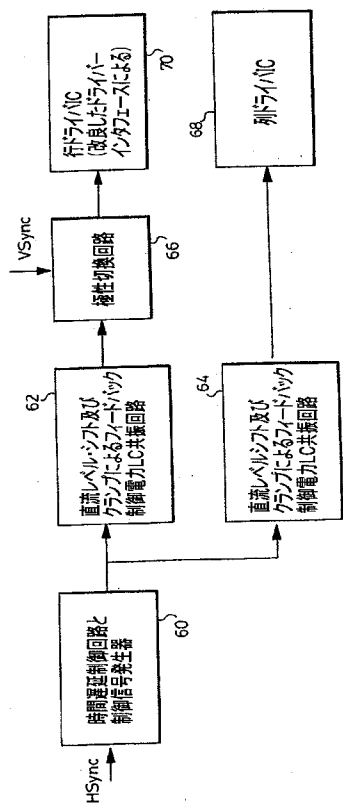 HSync
時間遅延制御回路と
制御信号発生器
60
直流レベル・シフト及び
クランプによるフィードバック
制御電力LC共振回路
62
VSync
極性切換回路
66
行ドライバIC
(改良したドライバー
インタフェースによる)
70
直流レベルシフト及び
クランプによるフィードバック
制御電力LC共振回路
64
列ドライバIC
68